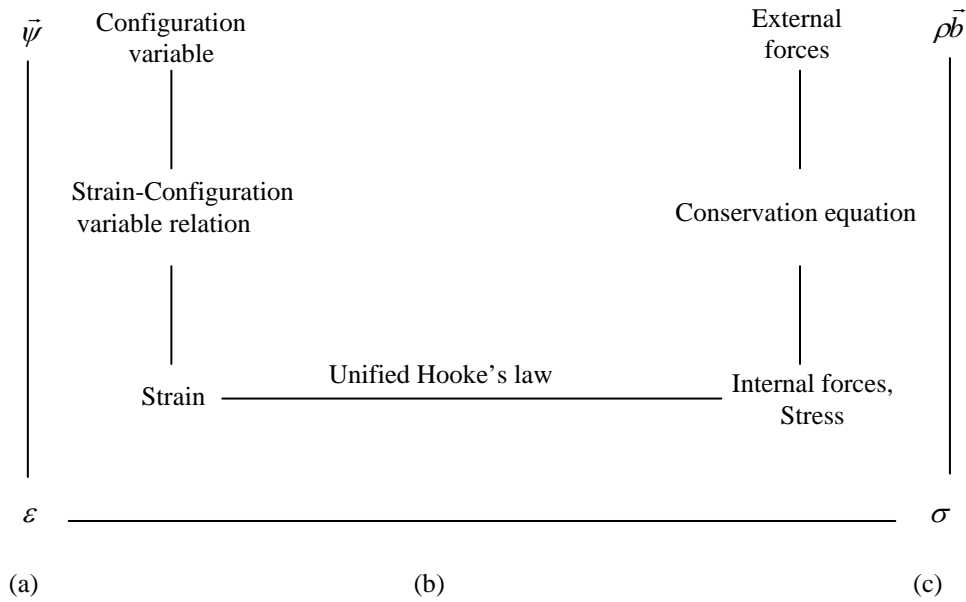 ψ⃗
Configuration
variable
External
forces
ρb⃗
Strain-Configuration
variable relation
Conservation equation
Unified Hooke’s law
Strain
Internal forces,
Stress
ε
σ
(a)
(b)
(c)